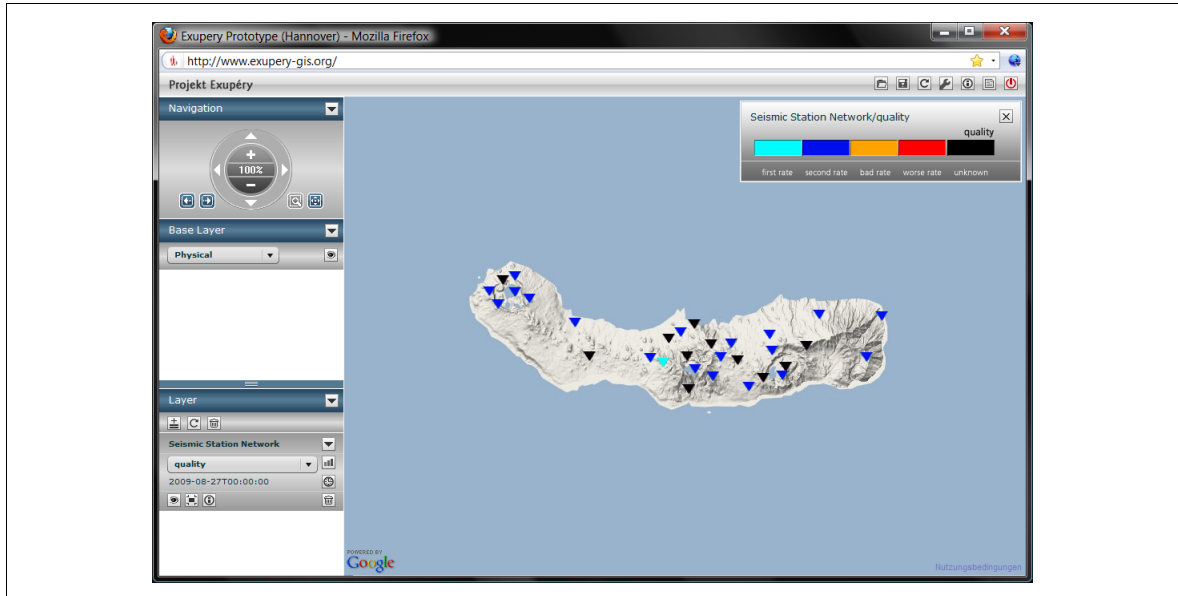 Exupery Prototype (Hannover) - Mozilla Firefox
http://www.exupery-gis.org/
Projekt Exupéry
Navigation
100%
Base Layer
Physical
Layer
Seismic Station Network
quality
2009-08-27T00:00:00
Seismic Station Network/quality
quality
first rate second rate bad rate worse rate unknown
POWERED BY
Google
Nutzungsbedingungen